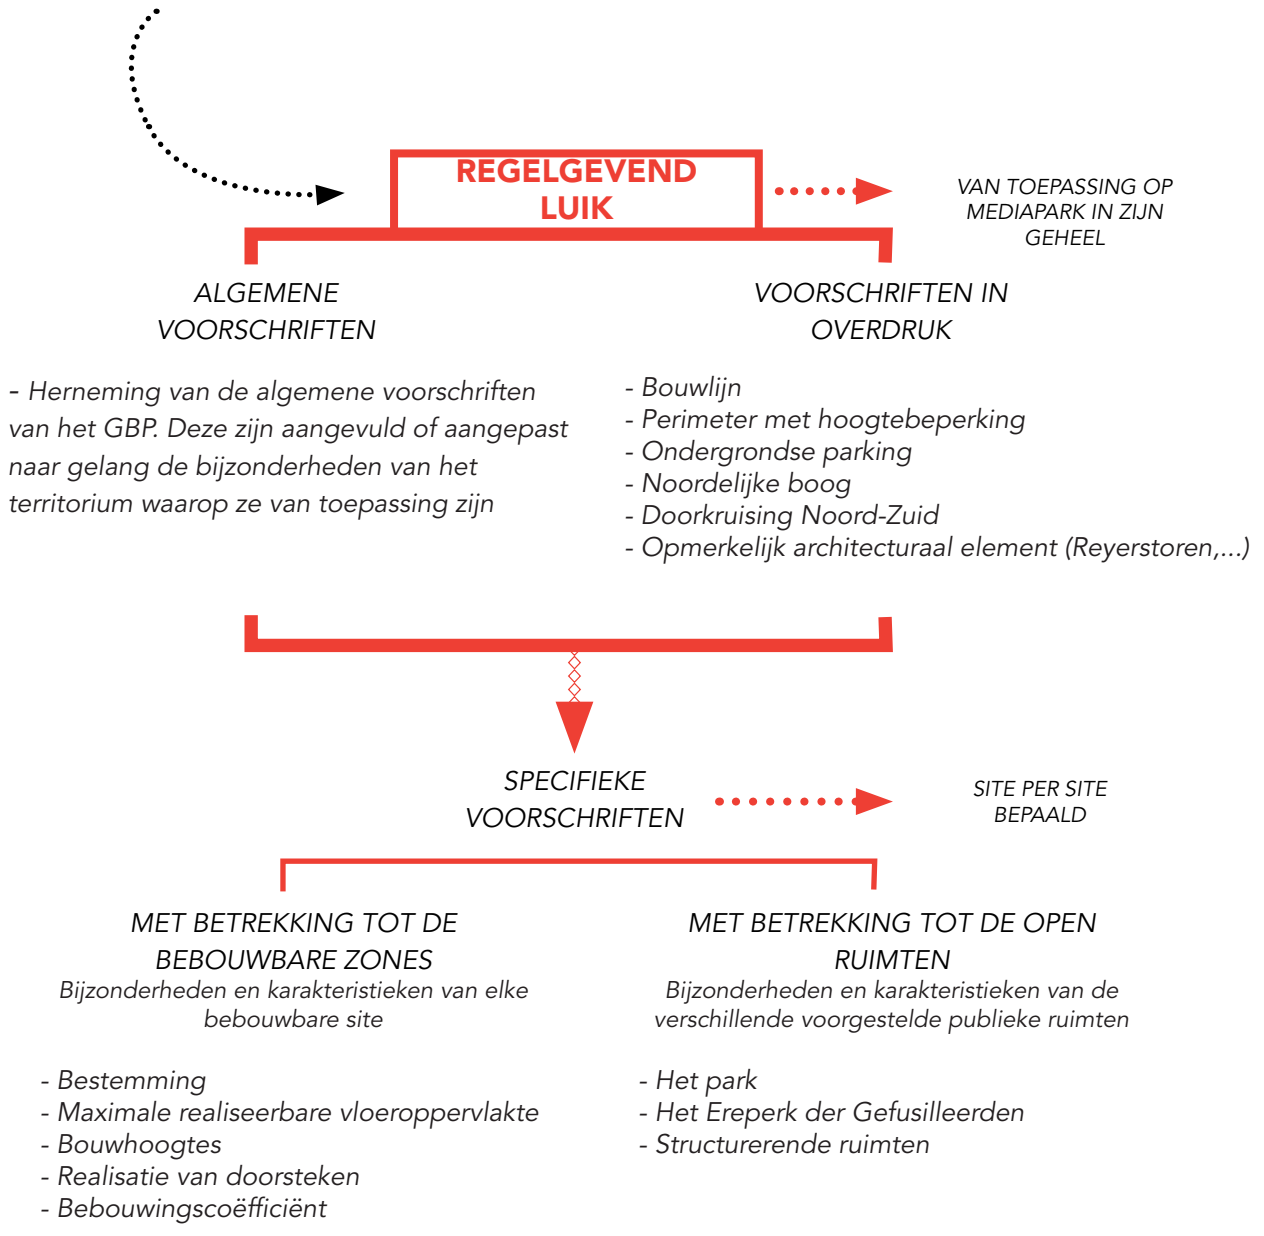 REGELGEVEND
LUIK
VAN TOEPASSING OP
MEDIAPARK IN ZIJN
GEHEEL
ALGEMENE
VOORSCHRIFTEN
- Herneming van de algemene voorschriften
van het GBP. Deze zijn aangevuld of aangepast
naar gelang de bijzonderheden van het
territorium waarop ze van toepassing zijn
VOORSCHRIFTEN IN
OVERDRUK
- Bouwlijn
- Perimeter met hoogtebeperking
- Ondergrondse parking
- Noordelijke boog
- Doorkruising Noord-Zuid
- Opmerkelijk architecturaal element (Reyerstoren,...)
SPECIFIEKE
VOORSCHRIFTEN
SITE PER SITE
BEPAALD
MET BETREKKING TOT DE
BEBOUWBARE ZONES
Bijzonderheden en karakteristieken van elke
bebouwbare site
- Bestemming
- Maximale realiseerbare vloeroppervlakte
- Bouwhoogtes
- Realisatie van doorsteken
- Bebouwingscoëfficiënt
MET BETREKKING TOT DE OPEN
RUIMTEN
Bijzonderheden en karakteristieken van de
verschillende voorgestelde publieke ruimten
- Het park
- Het Ereperk der Gefusilleerden
- Structurerende ruimten